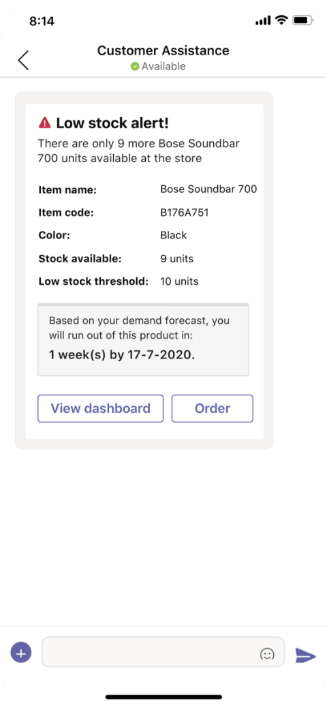 8:14
Customer Assistance
Available
Low stock alert!
There are only 9 more Bose Soundbar
700 units available at the store
Item name: Bose Soundbar 700
Item code: B176A751
Color: Black
Stock available: 9 units
Low stock threshold: 10 units
Based on your demand forecast, you
will run out of this product in:
1 week(s) by 17-7-2020.
View dashboard Order